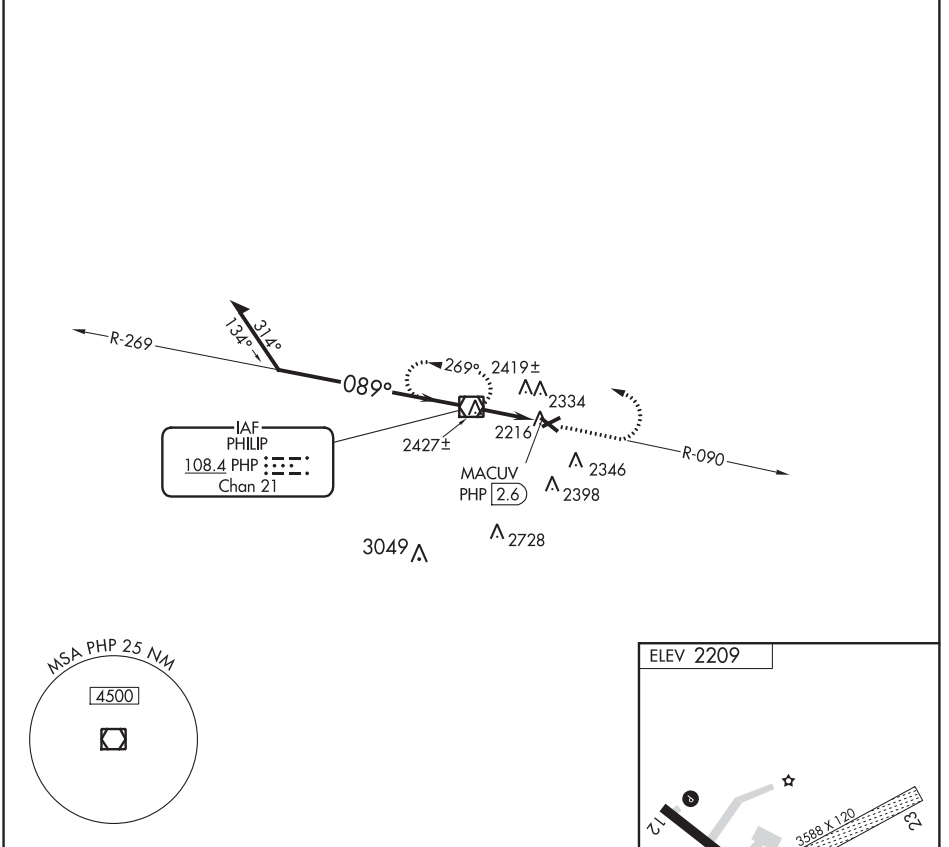 R-269
134°
314°
089°
269°
2419±
2334
2427±
2216
R-090
IAF
PHILIP
108.4 PHP
Chan 21
MACUV
PHP 2.6
2346
2398
2728
3049
MSA PHP 25 NM
4500
ELEV 2209
P
12
3588 X 120
23